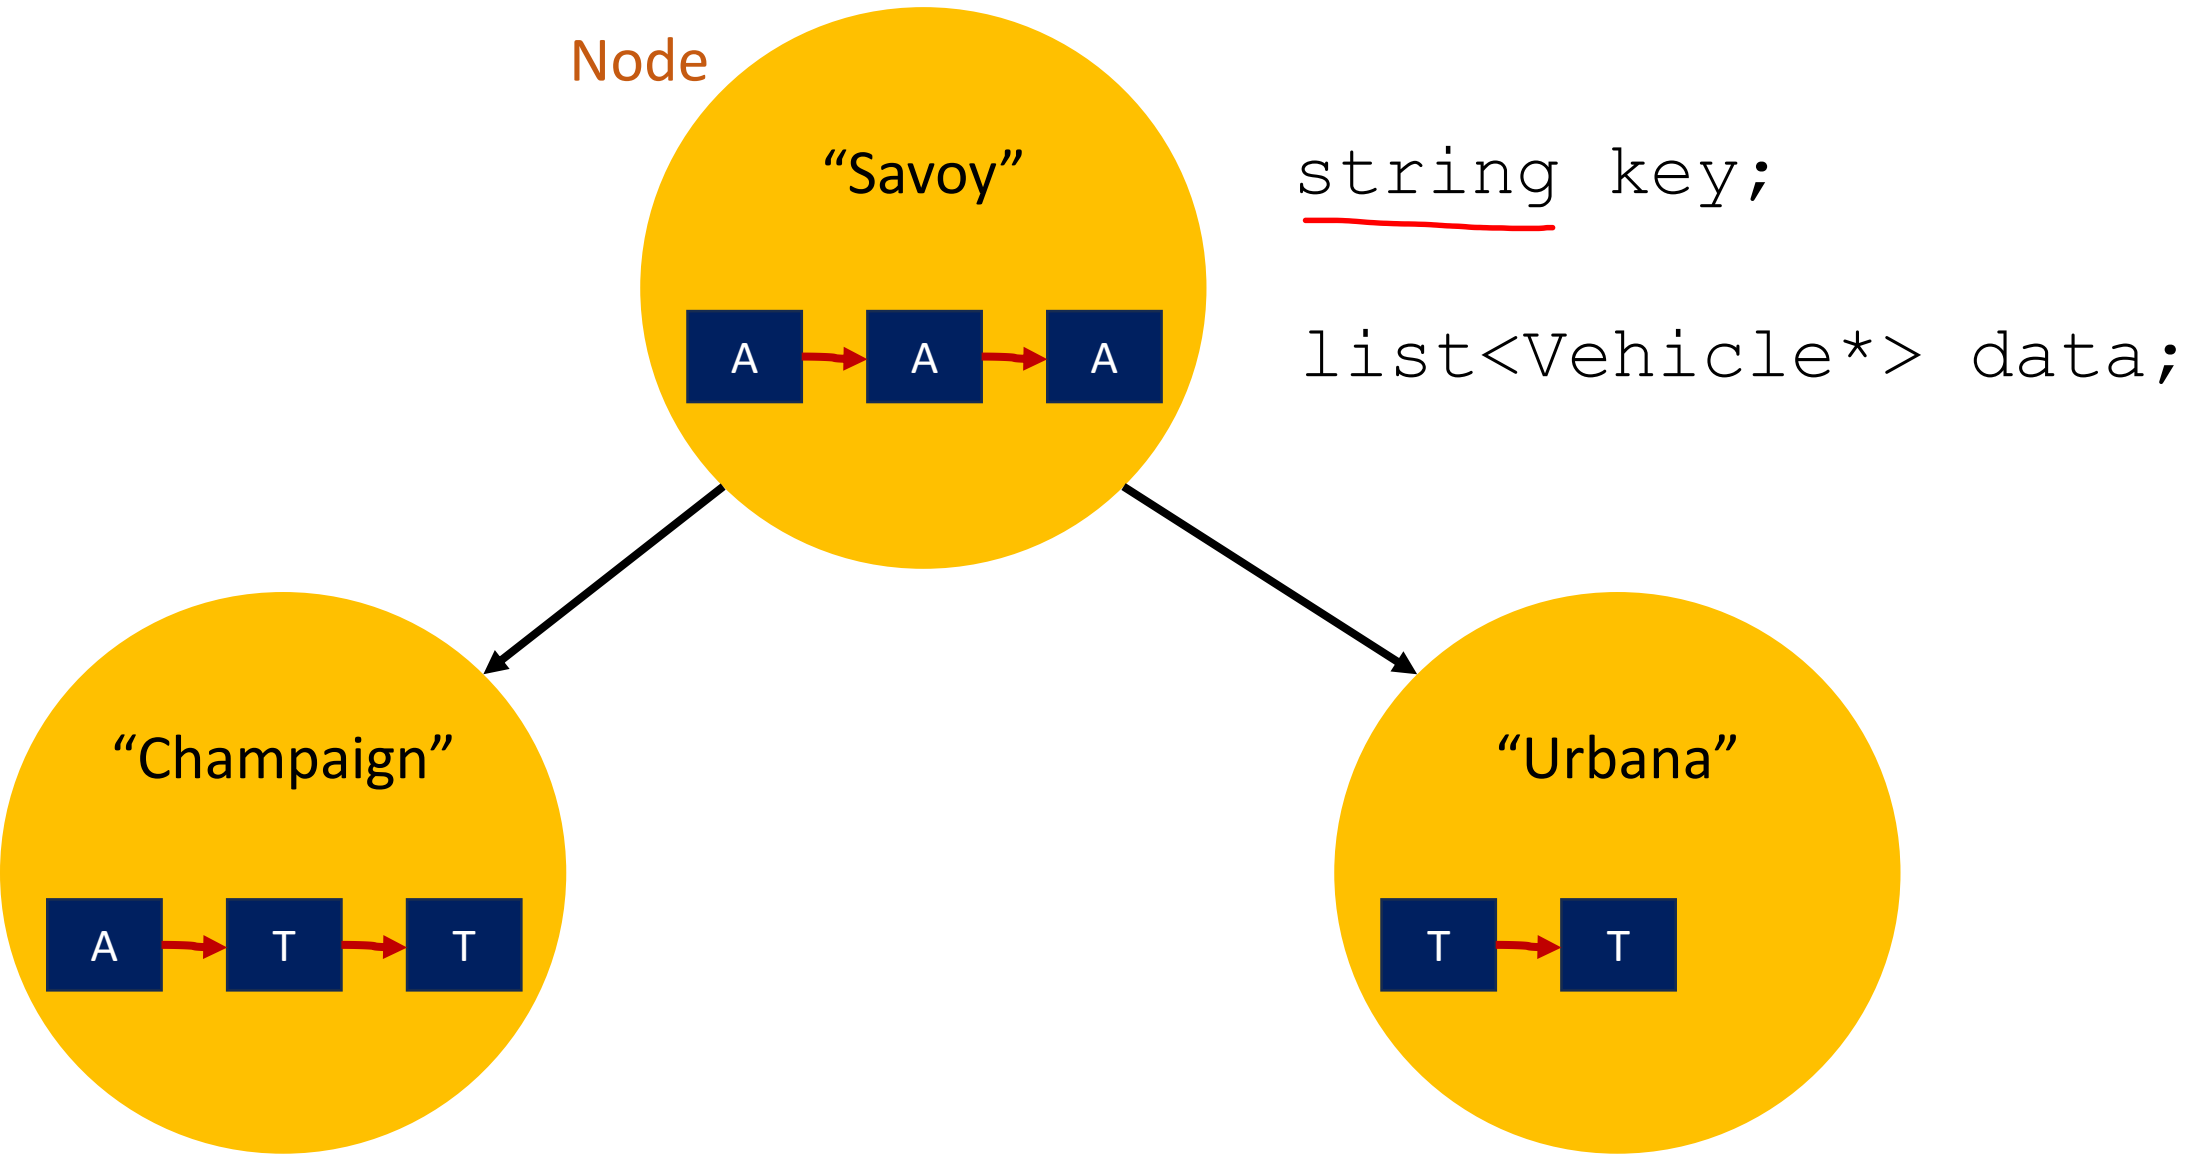 Node
“Savoy”
string key;
A A A
list<Vehicle*> data;
“Champaign”
“Urbana”
A T T
T T